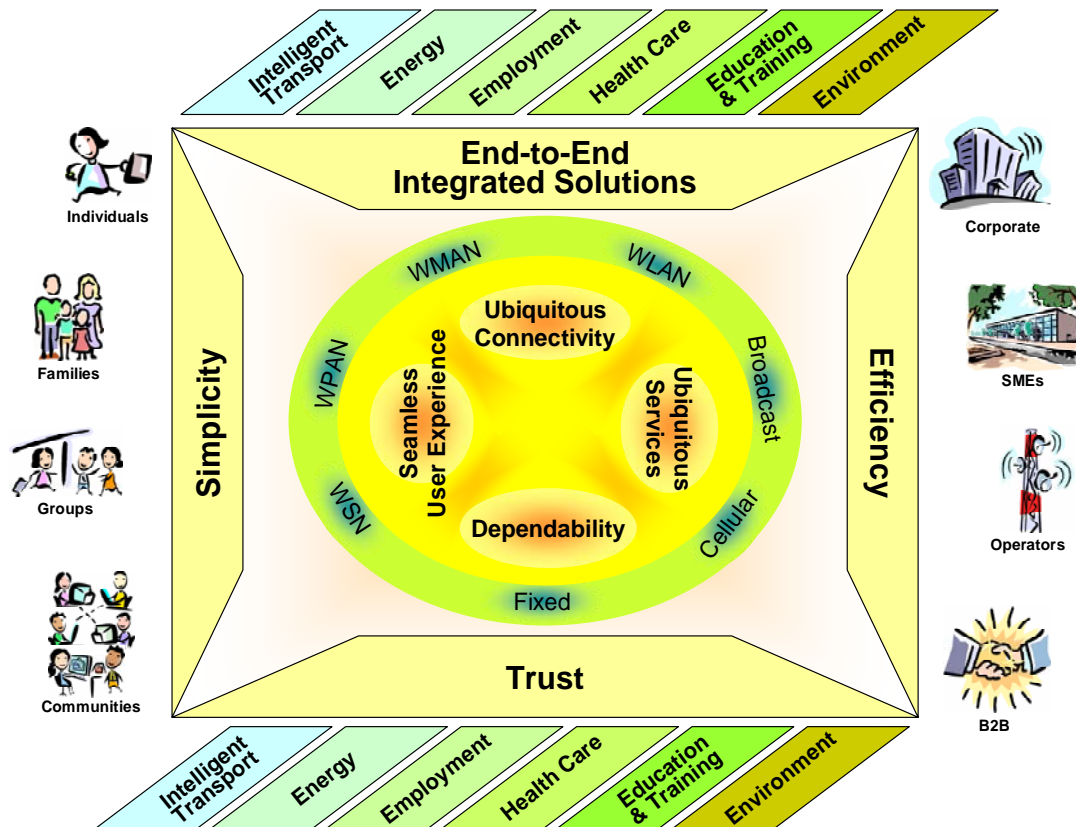 Intelligent
Transport
Energy
Employment
Health Care
Education
& Training
Environment
End-to-End
Integrated Solutions
Individuals
Families
Groups
Communities
Simplicity
WMAN
WLAN
WPAN
Broadcast
WSN
Cellular
Fixed
Ubiquitous
Connectivity
Seamless
User Experience
Ubiquitous
Services
Dependability
Efficiency
Corporate
SMEs
Operators
B2B
Trust
Intelligent
Transport
Energy
Employment
Health Care
Education
& Training
Environment